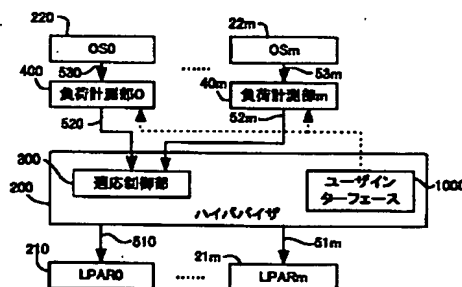 220
OS0
22m
OSm
400
530
53m
負荷計測部0
40m
負荷計測部m
520
52m
300
適応制御部
ユーザイン
ターフェース
1000
200
ハイパバイザ
510
51m
210
LPAR0
21m
LPARm